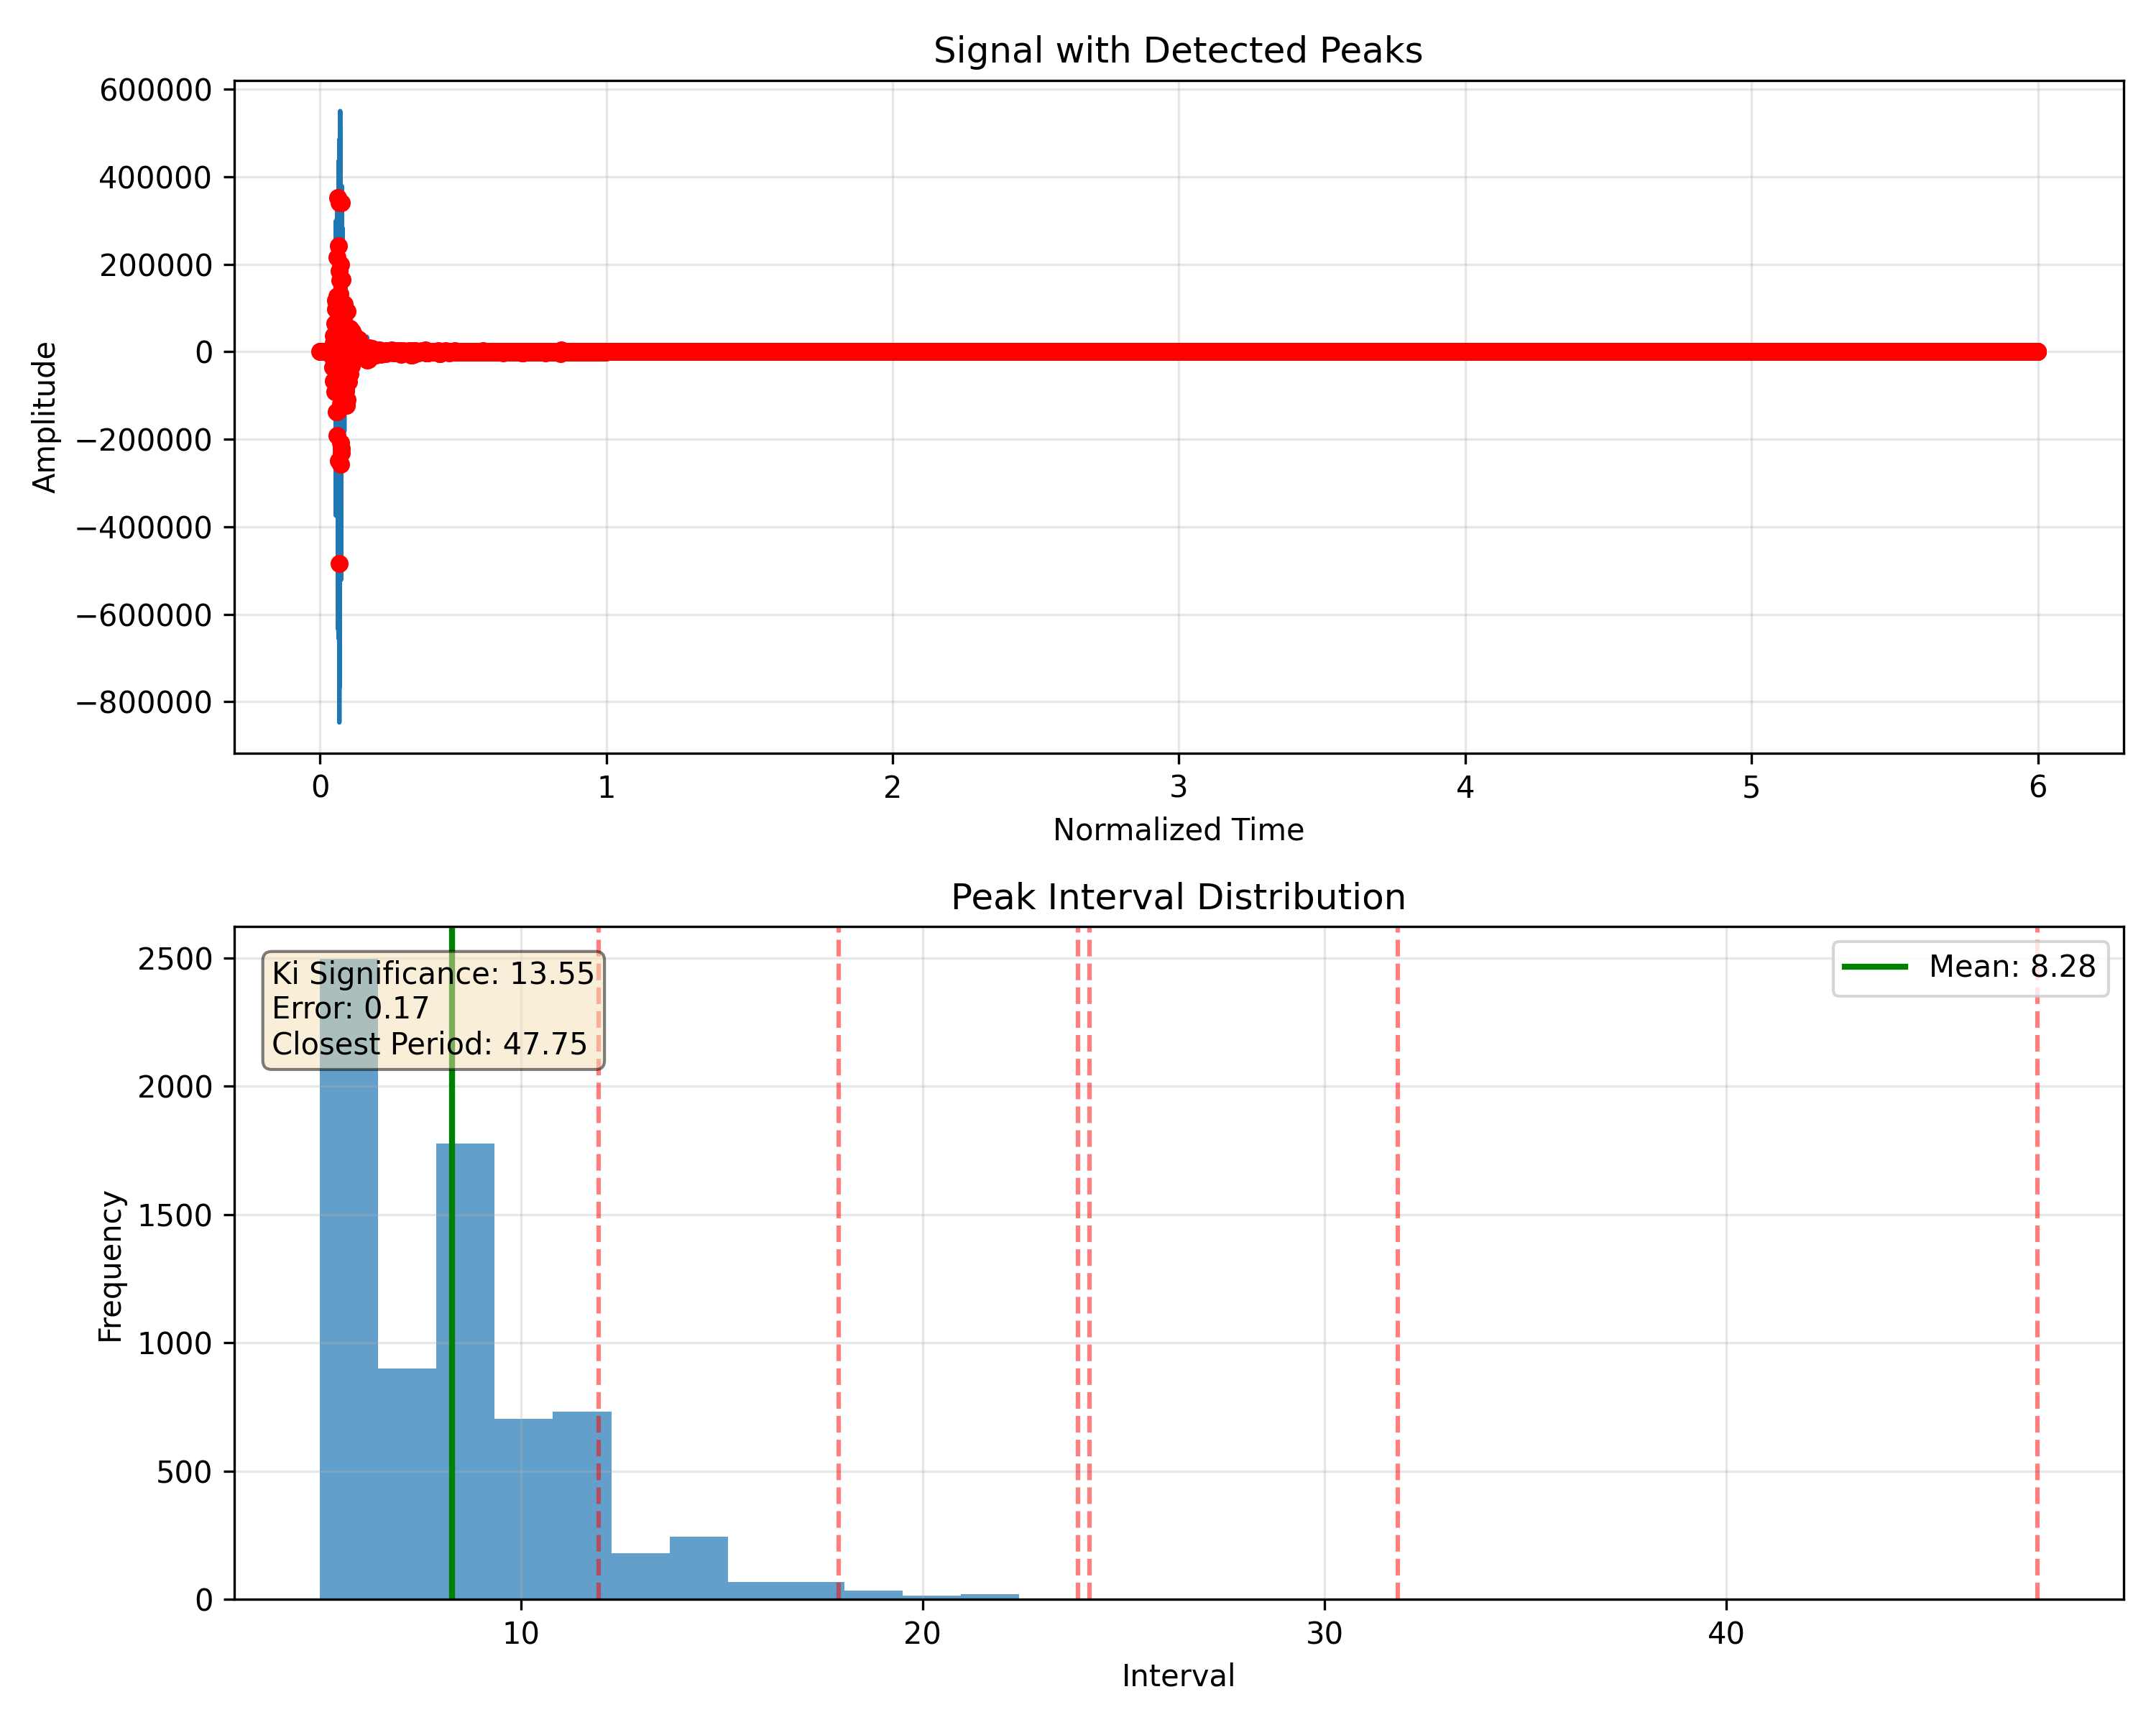 Signal with Detected Peaks
600000
400000
200000
0
−200000
−400000
−600000
−800000
Amplitude
0 1 2 3 4 5 6
Normalized Time
Peak Interval Distribution
2500
2000
1500
1000
500
0
Frequency
Ki Significance: 13.55
Error: 0.17
Closest Period: 47.75
Mean: 8.28
10 20 30 40
Interval